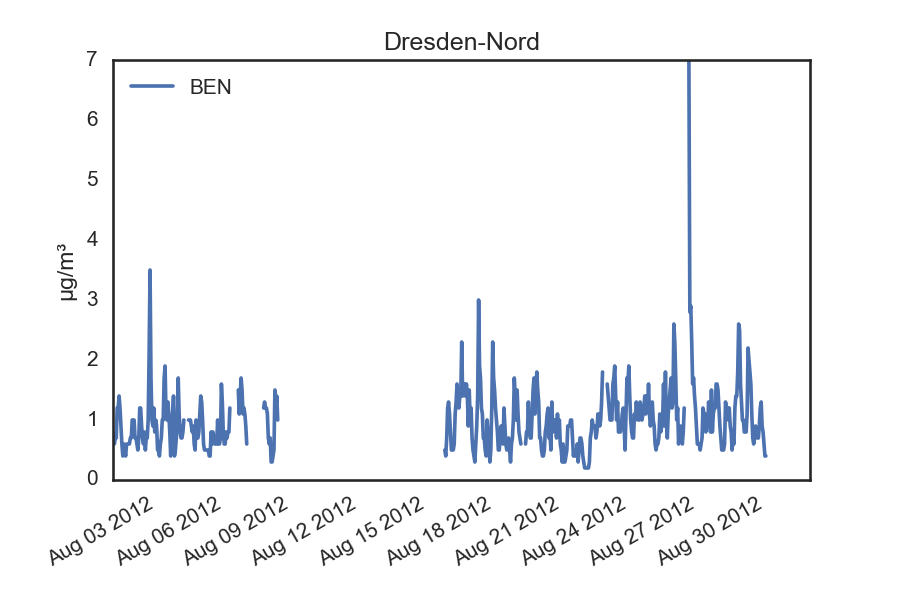 Dresden-Nord
BEN
µg/m³
7
6
5
4
3
2
1
0
Aug 03 2012
Aug 06 2012
Aug 09 2012
Aug 12 2012
Aug 15 2012
Aug 18 2012
Aug 21 2012
Aug 24 2012
Aug 27 2012
Aug 30 2012